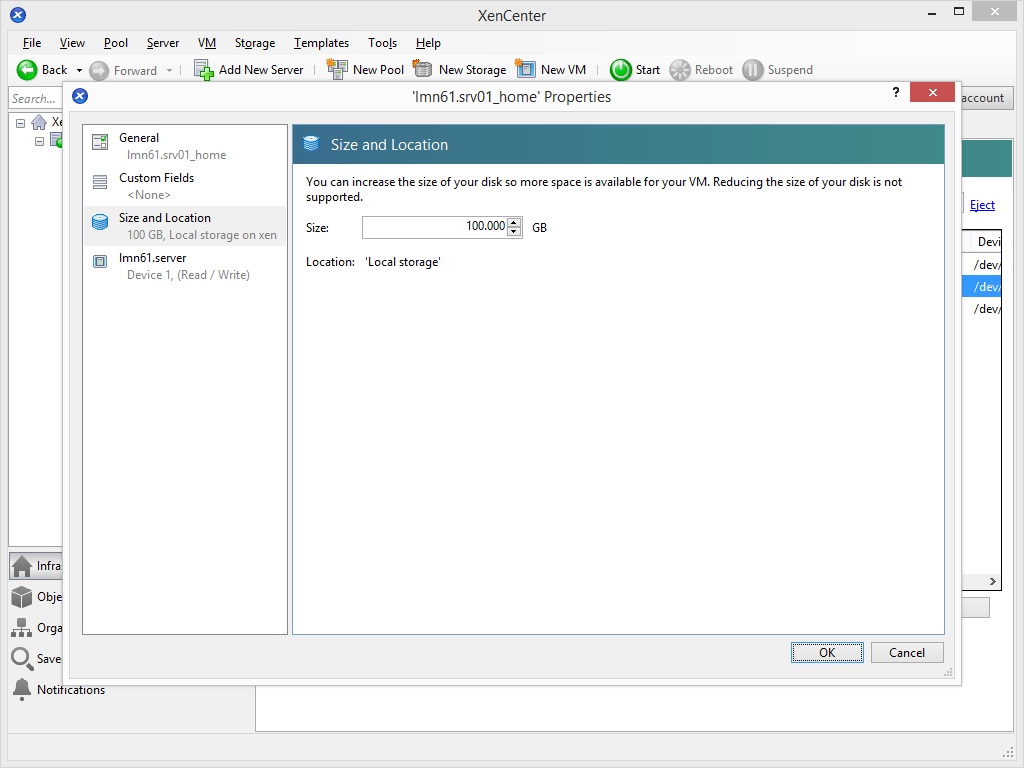 XenCenter
File View Pool Server VM Storage Templates Tools Help
Back Forward Add New Server New Pool New Storage New VM Start Reboot Suspend
Search...
account
'lmn61.srv01_home' Properties
?
Xe
General
lmn61.srv01_home
Custom Fields
<None>
Size and Location
100 GB, Local storage on xen
lmn61.server
Device 1, (Read / Write)
Size and Location
You can increase the size of your disk so more space is available for your VM. Reducing the size of your disk is not
supported.
Size: 100.000 GB
Location: 'Local storage'
Eject
Devi
/dev/
/dev/
/dev/
Infra
Obje
Orga
Save
Notifications
OK Cancel